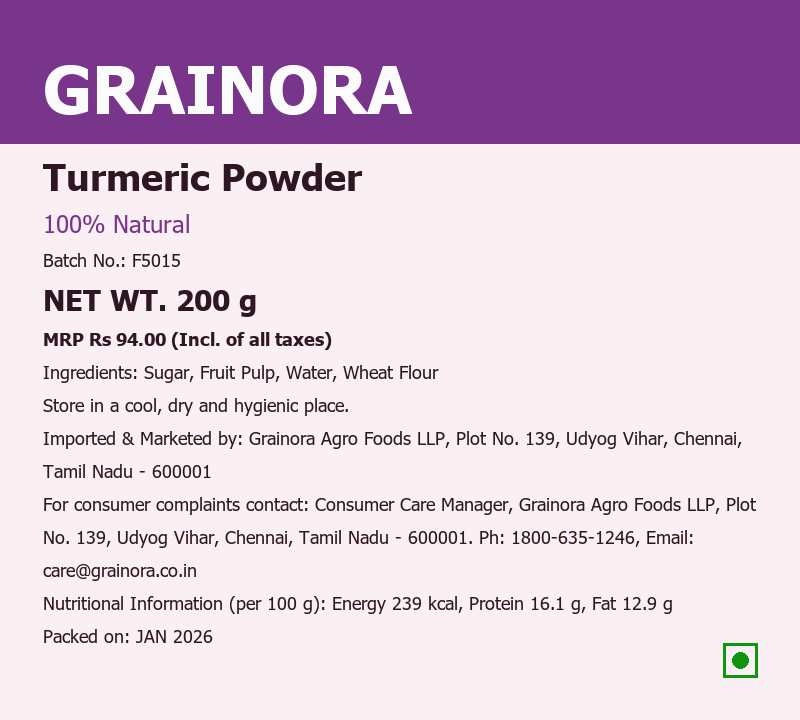 GRAINORA
Turmeric Powder
100% Natural
Batch No.: F5015
NET WT. 200 g
MRP Rs 94.00 (Incl. of all taxes)
Ingredients: Sugar, Fruit Pulp, Water, Wheat Flour
Store in a cool, dry and hygienic place.
Imported & Marketed by: Grainora Agro Foods LLP, Plot No. 139, Udyog Vihar, Chennai,
Tamil Nadu - 600001
For consumer complaints contact: Consumer Care Manager, Grainora Agro Foods LLP, Plot
No. 139, Udyog Vihar, Chennai, Tamil Nadu - 600001. Ph: 1800-635-1246, Email:
care@grainora.co.in
Nutritional Information (per 100 g): Energy 239 kcal, Protein 16.1 g, Fat 12.9 g
Packed on: JAN 2026